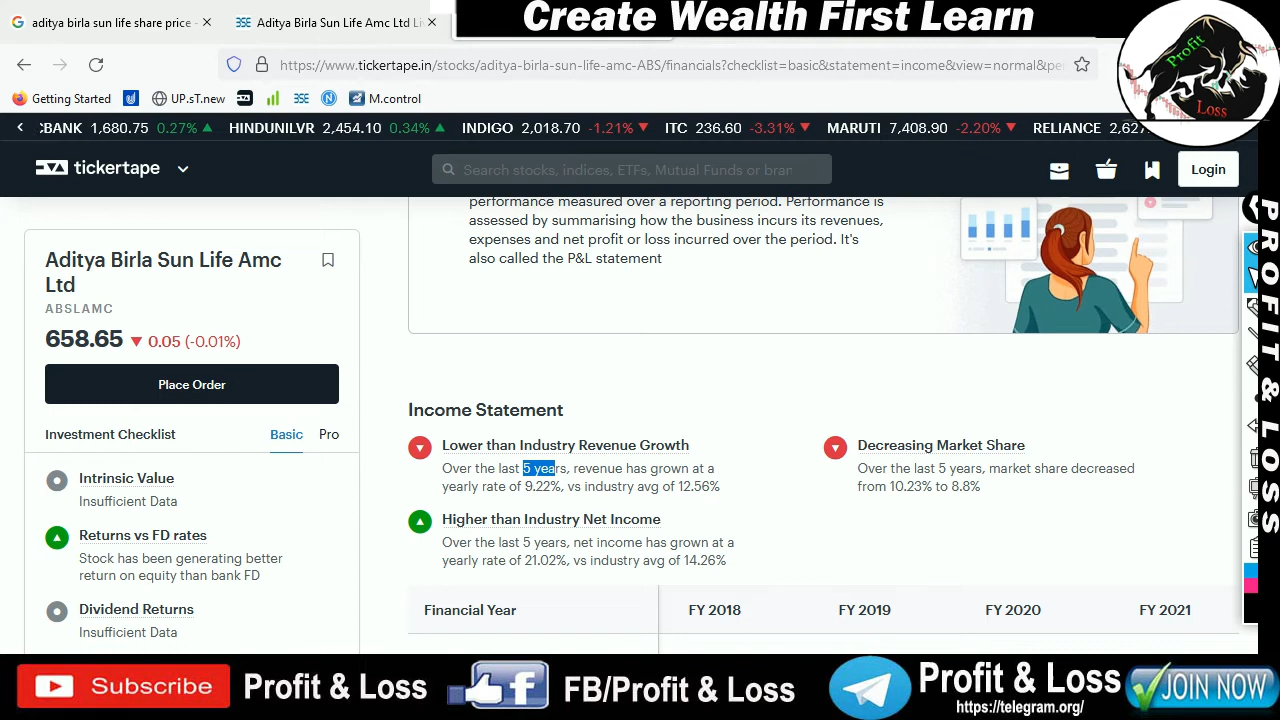 Create Wealth First Learn
aditya birla sun life share price -
Aditya Birla Sun Life Amc Ltd Li
https://www.tickertape.in/stocks/aditya-birla-sun-life-amc-ABS/financials?checklist=basic&statement=income&view=normal&pe
Getting Started
UP.sT.new
M.control
Profit
Loss
:BANK 1,680.75 0.27% HINDUNILVR 2,454.10 0.34% INDIGO 2,018.70 -1.21% ITC 236.60 -3.31% MARUTI 7,408.90 -2.20% RELIANCE 2,627
tickertape
Search stocks, indices, ETFs, Mutual Funds or bran
Login
performance measured over a reporting period. Performance is
assessed by summarising how the business incurs its revenues,
expenses and net profit or loss incurred over the period. It's
also called the P&L statement
Aditya Birla Sun Life Amc
Ltd
ABSLAMC
658.65 0.05 (-0.01%)
Place Order
Investment Checklist
Basic
Pro
Intrinsic Value
Insufficient Data
Returns vs FD rates
Stock has been generating better
return on equity than bank FD
Dividend Returns
Insufficient Data
Income Statement
Lower than Industry Revenue Growth
Over the last 5 years, revenue has grown at a
yearly rate of 9.22%, vs industry avg of 12.56%
Decreasing Market Share
Over the last 5 years, market share decreased
from 10.23% to 8.8%
Higher than Industry Net Income
Over the last 5 years, net income has grown at a
yearly rate of 21.02%, vs industry avg of 14.26%
Financial Year
FY 2018
FY 2019
FY 2020
FY 2021
PROFIT & LOSS
Subscribe
Profit & Loss
f
FB/Profit & Loss
Profit & Loss
https://telegram.org/
JOIN NOW